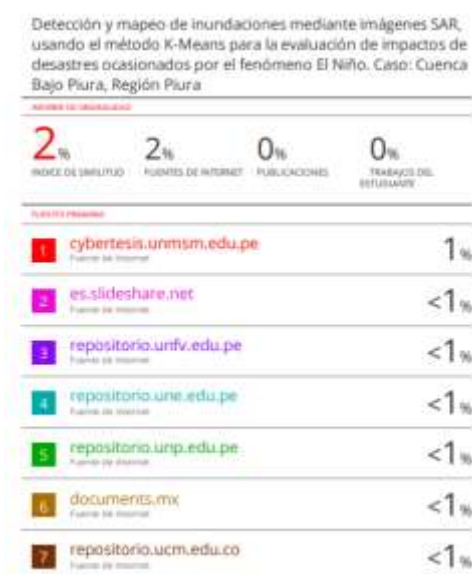 Detección y mapeo de inundaciones mediante imágenes SAR,
usando el método K-Means para la evaluación de impactos de
desastres ocasionados por el fenómeno El Niño. Caso: Cuenca
Bajo Piura, Región Piura
INFORME DE ORIGINALIDAD
2% 2% 0% 0%
INDICE DE SIMILITUD FUENTES DE INTERNET PUBLICACIONES TRABAJOS DEL
ESTUDIANTE
FUENTES PRIMARIAS
1 cybertesis.unmsm.edu.pe 1%
Fuente de Internet
2 es.slideshare.net <1%
Fuente de Internet
3 repositorio.unfv.edu.pe <1%
Fuente de Internet
4 repositorio.une.edu.pe <1%
Fuente de Internet
5 repositorio.unp.edu.pe <1%
Fuente de Internet
6 documents.mx <1%
Fuente de Internet
7 repositorio.ucm.edu.co <1%
Fuente de Internet